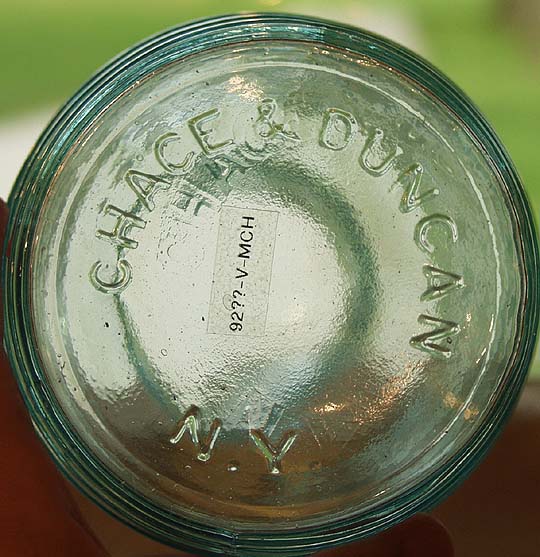 CHACE & DUNCAN
92??-V-MCH
N.Y.